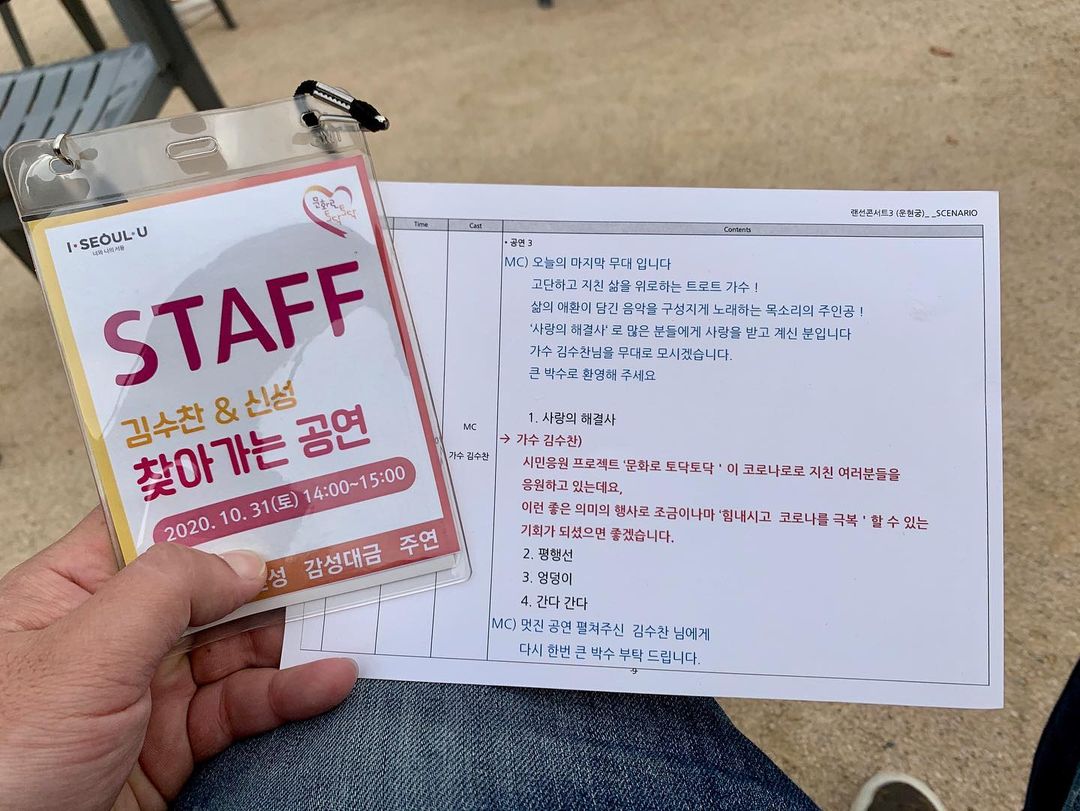 I·SEOUL·U
너와 나의 서울
문화로
토닥토닥
STAFF
김수찬 & 신성
찾아가는 공연
2020. 10. 31(토) 14:00~15:00
감성대금 주연
랜선콘서트3 (운현궁)_ _SCENARIO
Time Cast Contents
• 공연 3
MC) 오늘의 마지막 무대 입니다
고단하고 지친 삶을 위로하는 트로트 가수 !
삶의 애환이 담긴 음악을 구성지게 노래하는 목소리의 주인공 !
'사랑의 해결사' 로 많은 분들에게 사랑을 받고 계신 분입니다
가수 김수찬님을 무대로 모시겠습니다.
큰 박수로 환영해 주세요
1. 사랑의 해결사
MC
→ 가수 김수찬)
가수 김수찬
시민응원 프로젝트 '문화로 토닥토닥 ' 이 코로나로로 지친 여러분들을
응원하고 있는데요,
이런 좋은 의미의 행사로 조금이나마 '힘내시고 코로나를 극복 ' 할 수 있는
기회가 되셨으면 좋겠습니다.
2. 평행선
3. 엉덩이
4. 간다 간다
MC) 멋진 공연 펼쳐주신 김수찬 님에게
다시 한번 큰 박수 부탁 드립니다.
9